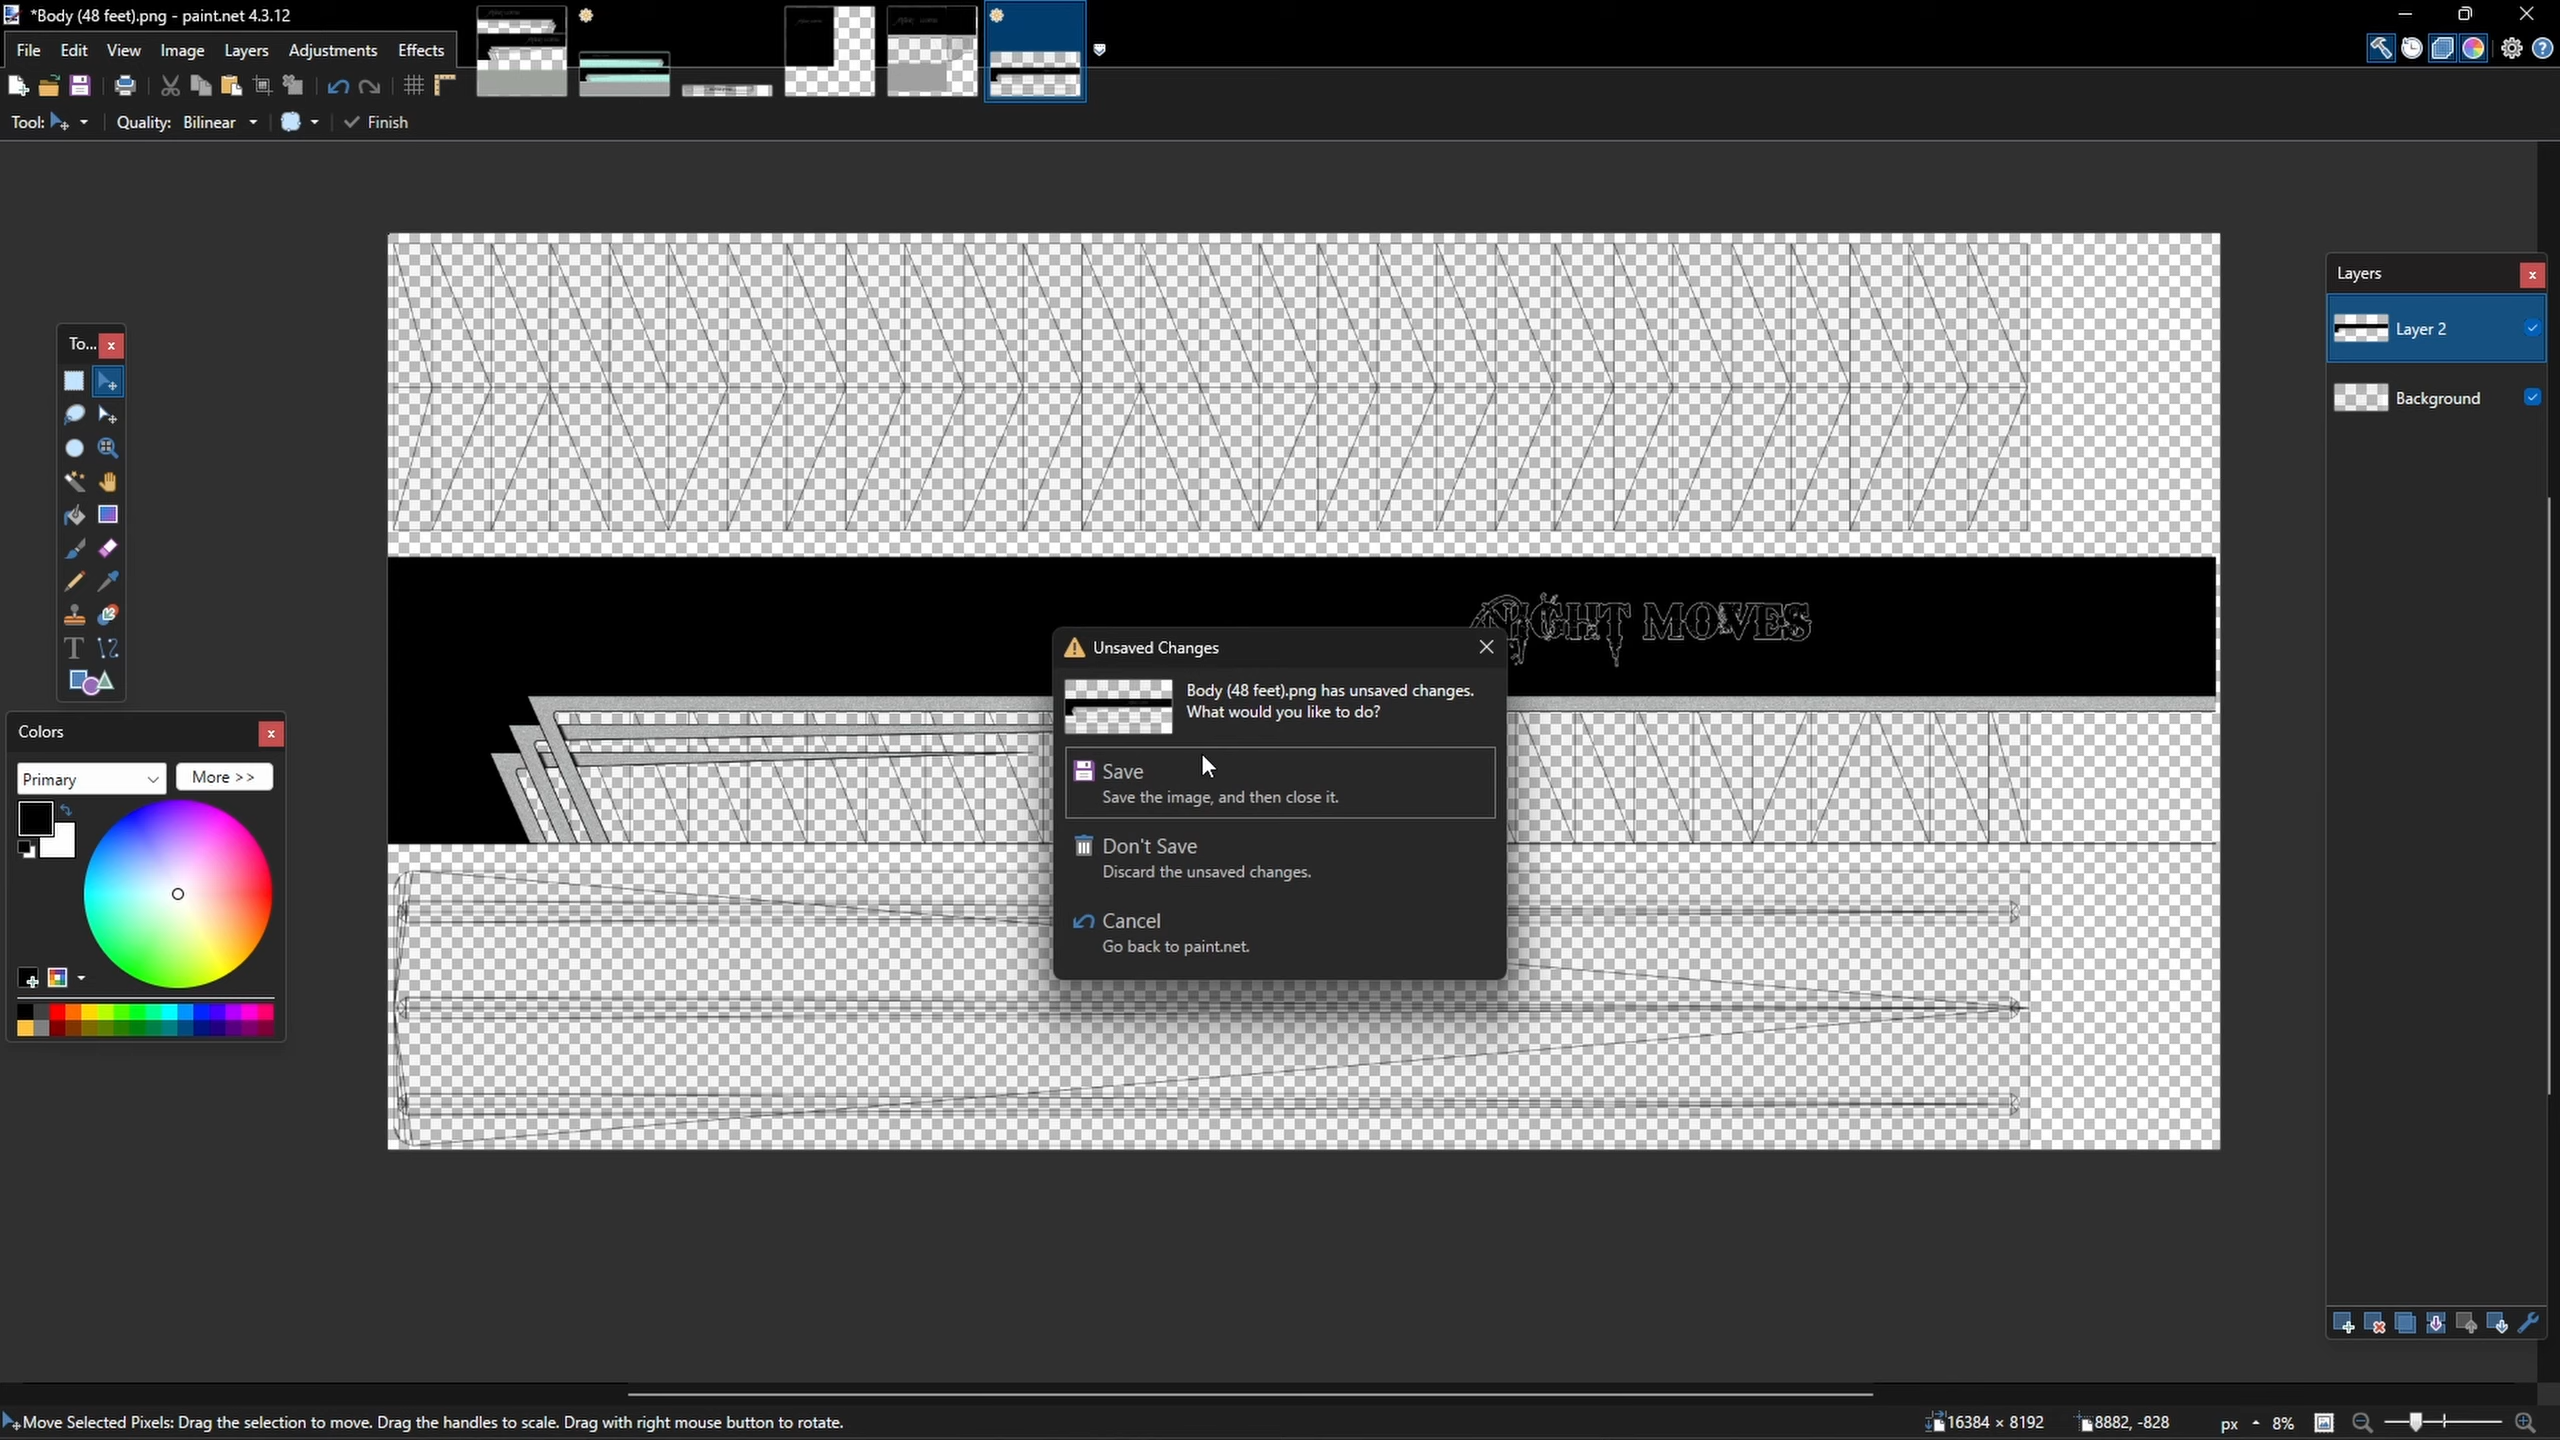 *Body (48 feet).png - paint.net 4.3.12
File Edit View Image Layers Adjustments Effects
Tool: Quality: Bilinear Finish
Layers
Layer 2
Background
To...
NIGHT MOVES
Unsaved Changes
Body (48 feet).png has unsaved changes.
What would you like to do?
Save
Save the image, and then close it.
Don't Save
Discard the unsaved changes.
Cancel
Go back to paint.net.
Colors
Primary More >>
Move Selected Pixels: Drag the selection to move. Drag the handles to scale. Drag with right mouse button to rotate. 16384 × 8192 8882, -828 px 8%